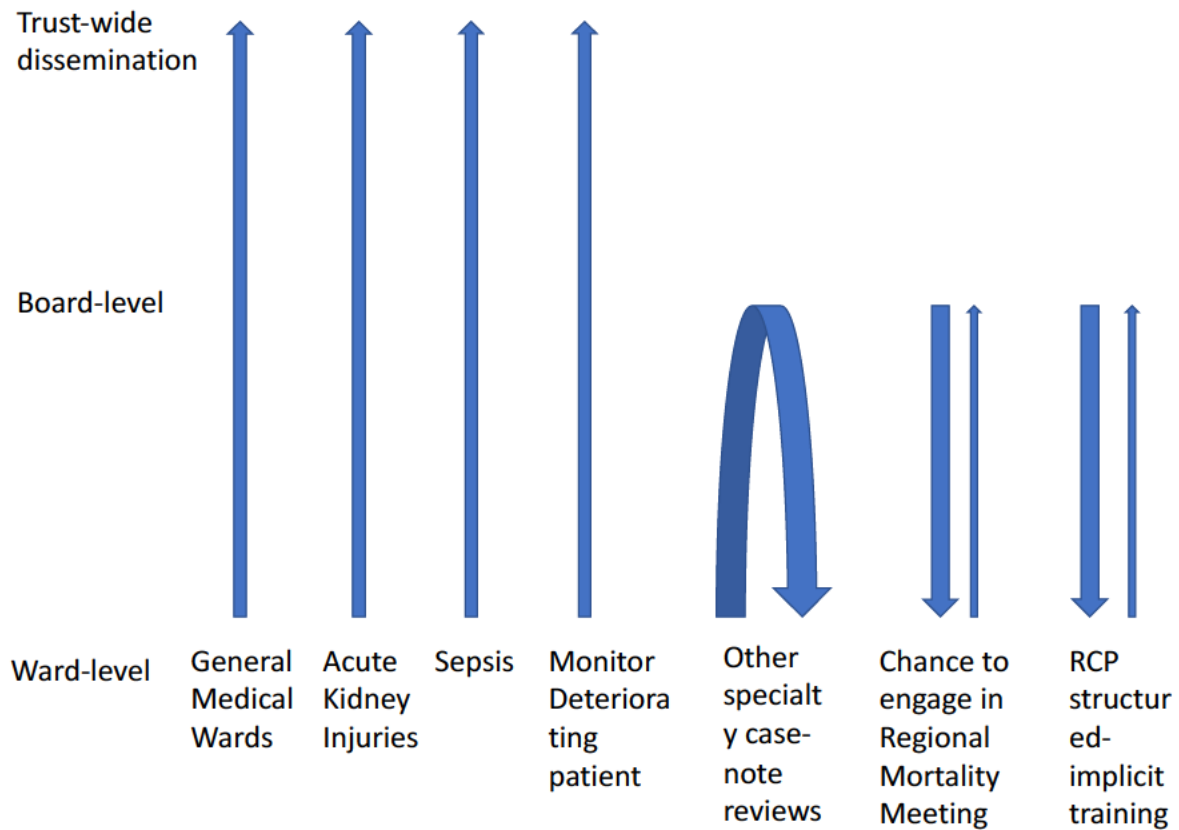 Trust-wide
dissemination
Board-level
Ward-level
General
Medical
Wards
Acute
Kidney
Injuries
Sepsis
Monitor
Deteriora
ting
patient
Other
specialt
y case-
note
reviews
Chance to
engage in
Regional
Mortality
Meeting
RCP
structur
ed-
implicit
training